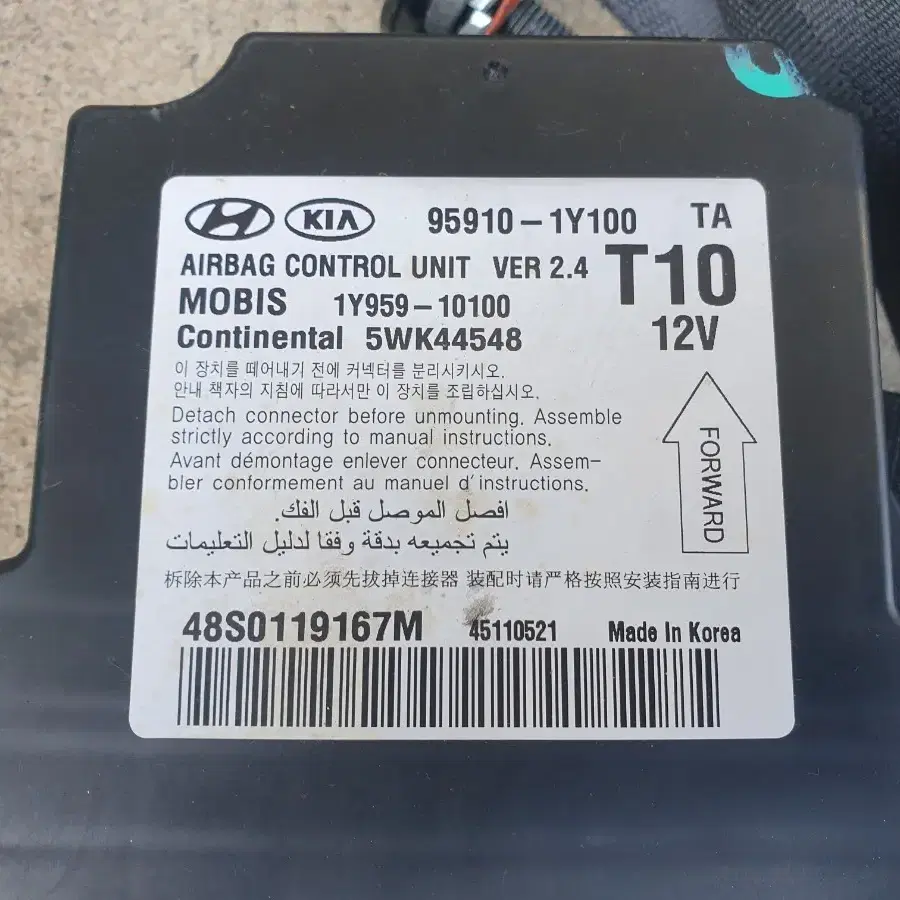 KIA 95910-1Y100 TA
AIRBAG CONTROL UNIT VER 2.4 T10
MOBIS 1Y959-10100
Continental 5WK44548 12V
이 장치를 떼어내기 전에 커넥터를 분리시키시오.
안내 책자의 지침에 따라서만 이 장치를 조립하십시오.
Detach connector before unmounting. Assemble
strictly according to manual instructions.
Avant démontage enlever connecteur. Assem-
bler conformement au manuel d'instructions.
افصل الموصل قبل الفك.
يتم تجميعه بدقة وفقا لدليل التعليمات
FORWARD
拆除本产品之前必须先拔掉连接器 装配时请严格按照安装指南进行
48S0119167M 45110521 Made In Korea